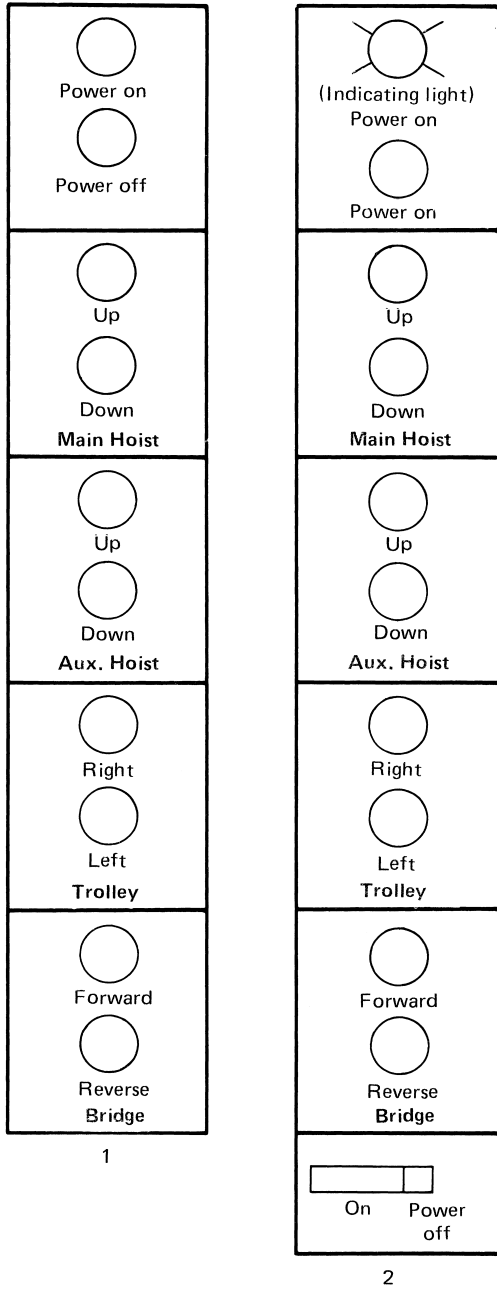 Power on
Power off
Up
Down
Main Hoist
Up
Down
Aux. Hoist
Right
Left
Trolley
Forward
Reverse
Bridge
1
(Indicating light)
Power on
Power on
Up
Down
Main Hoist
Up
Down
Aux. Hoist
Right
Left
Trolley
Forward
Reverse
Bridge
On Power
off
2